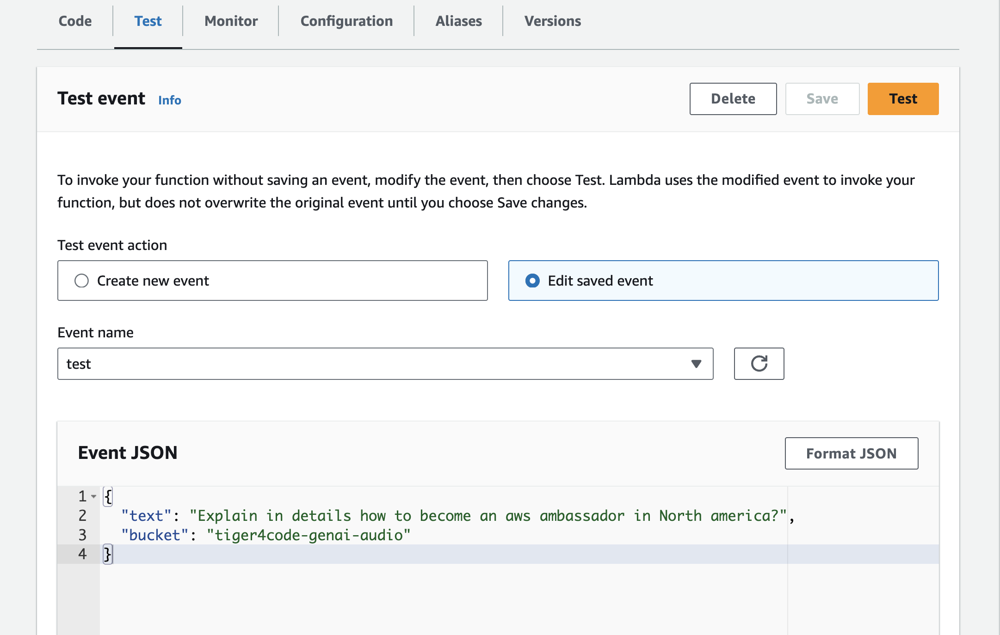 Code Test Monitor Configuration Aliases Versions
Test event Info Delete Save Test
To invoke your function without saving an event, modify the event, then choose Test. Lambda uses the modified event to invoke your
function, but does not overwrite the original event until you choose Save changes.
Test event action
Create new event Edit saved event
Event name
test
Event JSON Format JSON
1 {
2 "text": "Explain in details how to become an aws ambassador in North america?",
3 "bucket": "tiger4code-genai-audio"
4 }